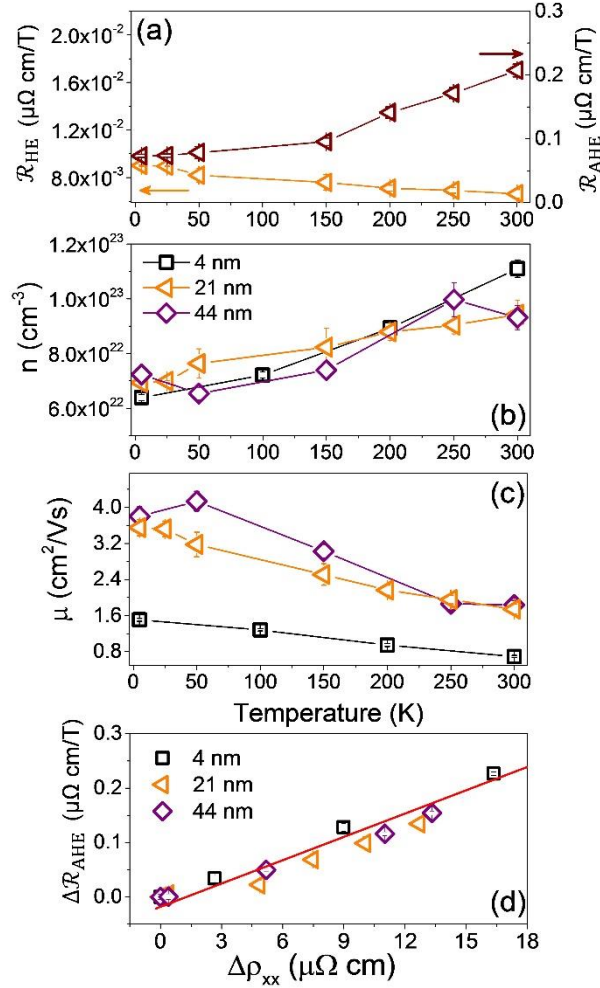 (a)
2.0x10⁻²
1.6x10⁻²
1.2x10⁻²
8.0x10⁻³
ℛHE (μΩ cm/T)
0.3
0.2
0.1
0.0
ℛAHE (μΩ cm/T)
0 50 100 150 200 250 300
1.2x10²³
1.0x10²³
8.0x10²²
6.0x10²²
n (cm⁻³)
4 nm
21 nm
44 nm
(b)
0 50 100 150 200 250 300
(c)
4.0
3.2
2.4
1.6
0.8
μ (cm²/Vs)
0 50 100 150 200 250 300
Temperature (K)
0.3
0.2
0.1
0.0
ΔℛAHE (μΩ cm/T)
4 nm
21 nm
44 nm
(d)
0 3 6 9 12 15 18
Δρxx (μΩ cm)